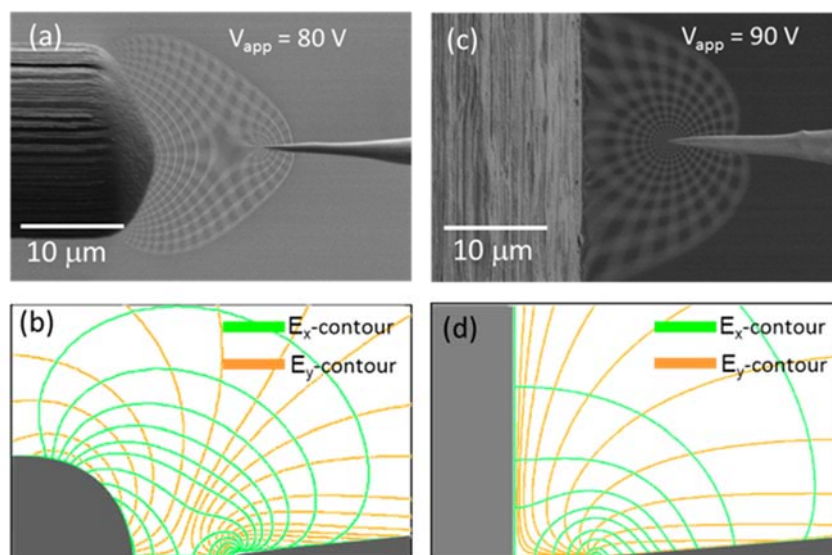 (a)
V_app = 80 V
10 μm
(c)
V_app = 90 V
10 μm
(b)
E_x-contour
E_y-contour
(d)
E_x-contour
E_y-contour